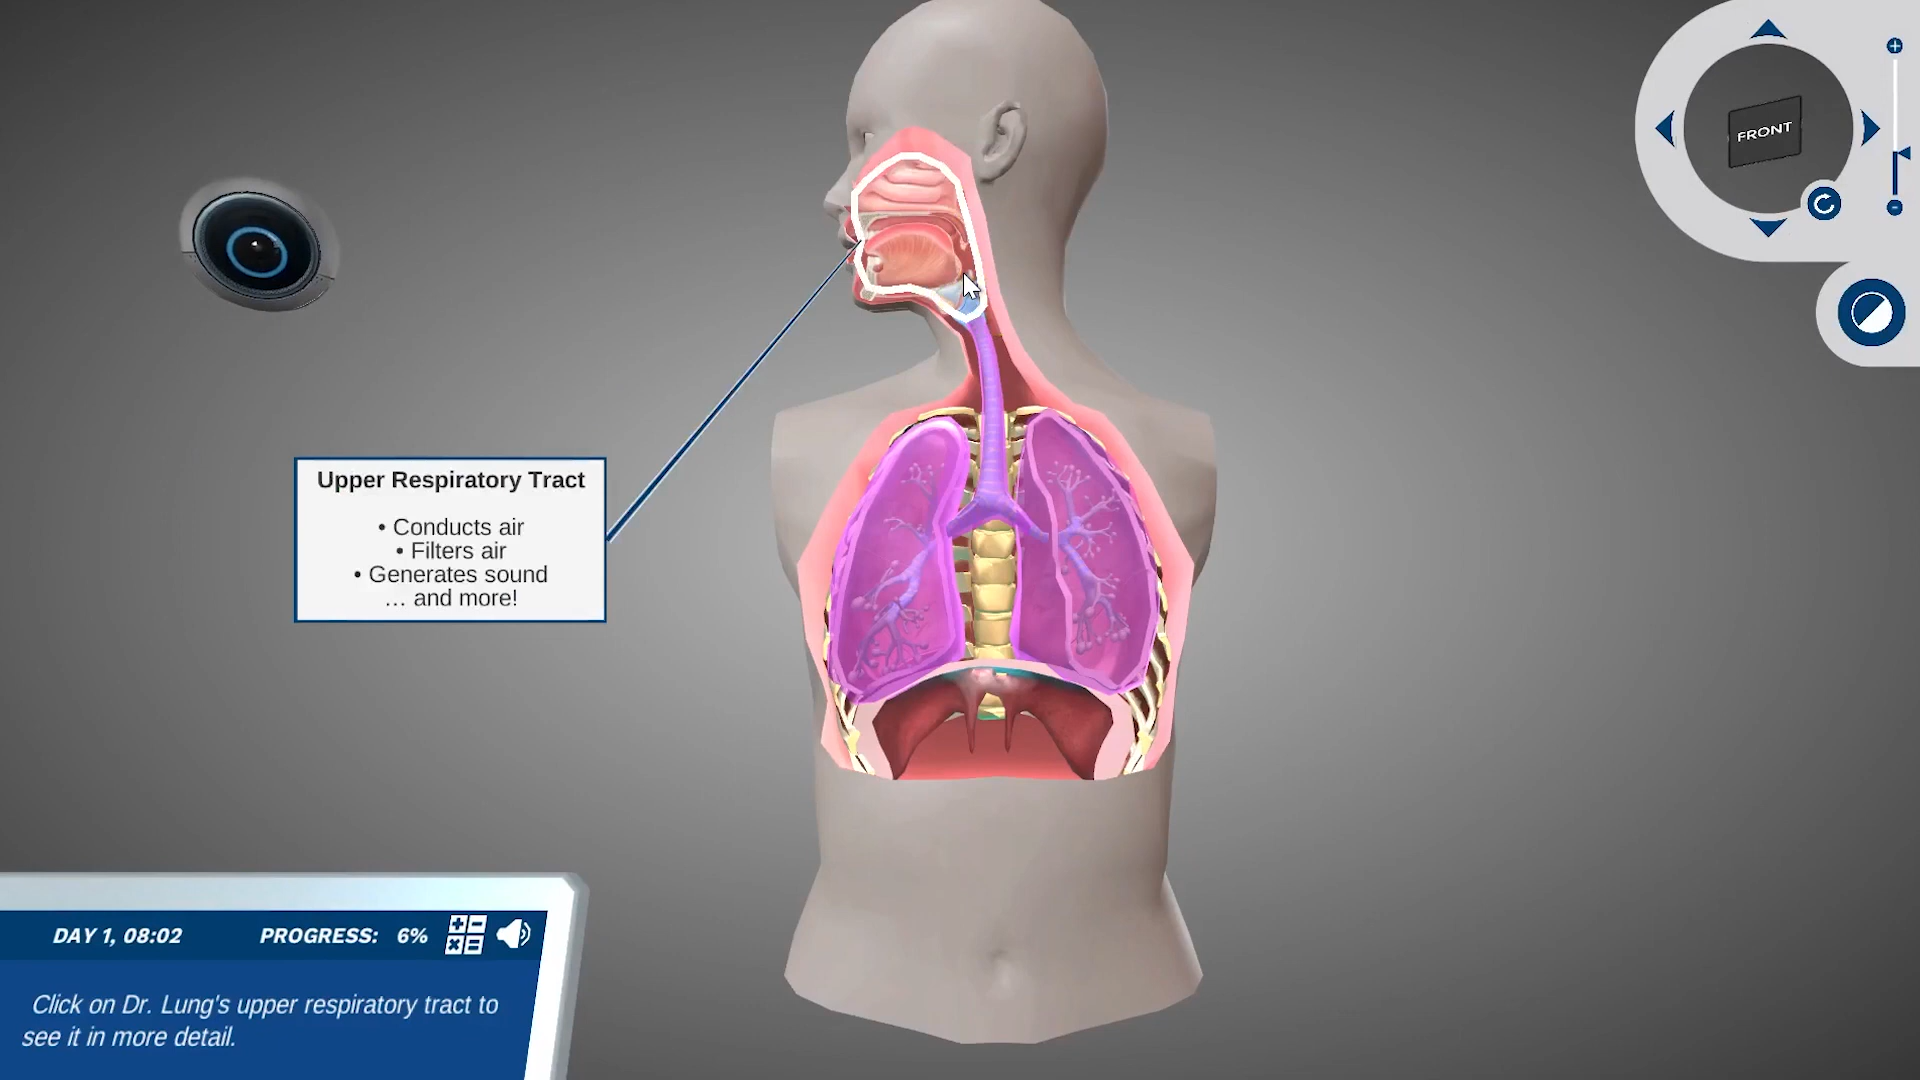 FRONT
Upper Respiratory Tract
• Conducts air
• Filters air
• Generates sound
... and more!
DAY 1, 08:02 PROGRESS: 6%
Click on Dr. Lung's upper respiratory tract to
see it in more detail.